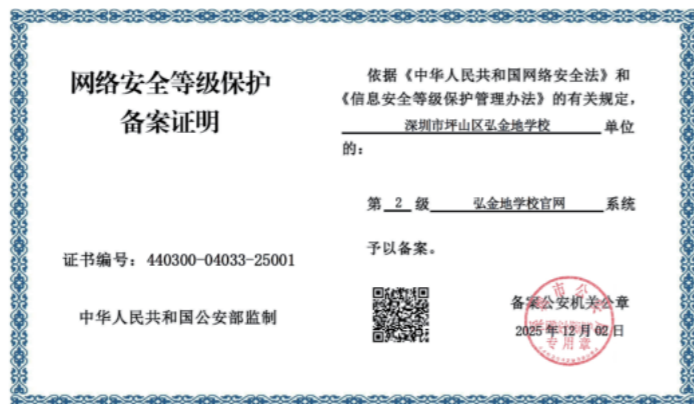 网络安全等级保护
备案证明
证书编号：440300-04033-25001
中华人民共和国公安部监制
依据《中华人民共和国网络安全法》和
《信息安全等级保护管理办法》的有关规定，
深圳市坪山区弘金地学校 单位
的：
第 2 级 弘金地学校官网 系统
予以备案。
备案公安机关公章
2025年12月02日
专用章